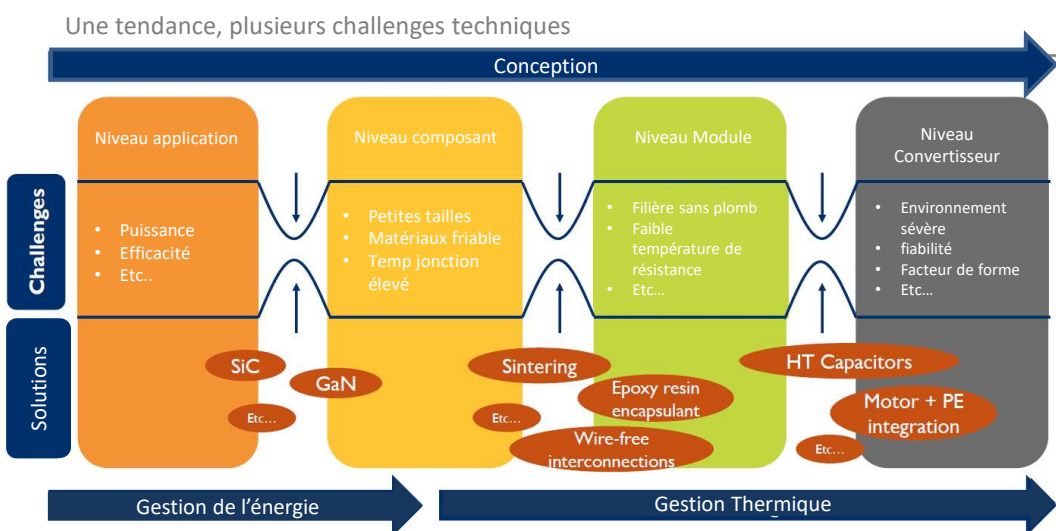 Une tendance, plusieurs challenges techniques
Conception
Niveau application
Niveau composant
Niveau Module
Niveau
Convertisseur
Challenges
• Puissance
• Efficacité
• Etc..
• Petites tailles
• Matériaux friable
• Temp jonction
élevé
• Filière sans plomb
• Faible
température de
résistance
• Etc...
• Environnement
sévère
• fiabilité
• Facteur de forme
• Etc...
Solutions
SiC
GaN
Etc...
Sintering
Epoxy resin
encapsulant
Etc...
Wire-free
interconnections
HT Capacitors
Motor + PE
integration
Etc...
Gestion de l'énergie
Gestion Thermique